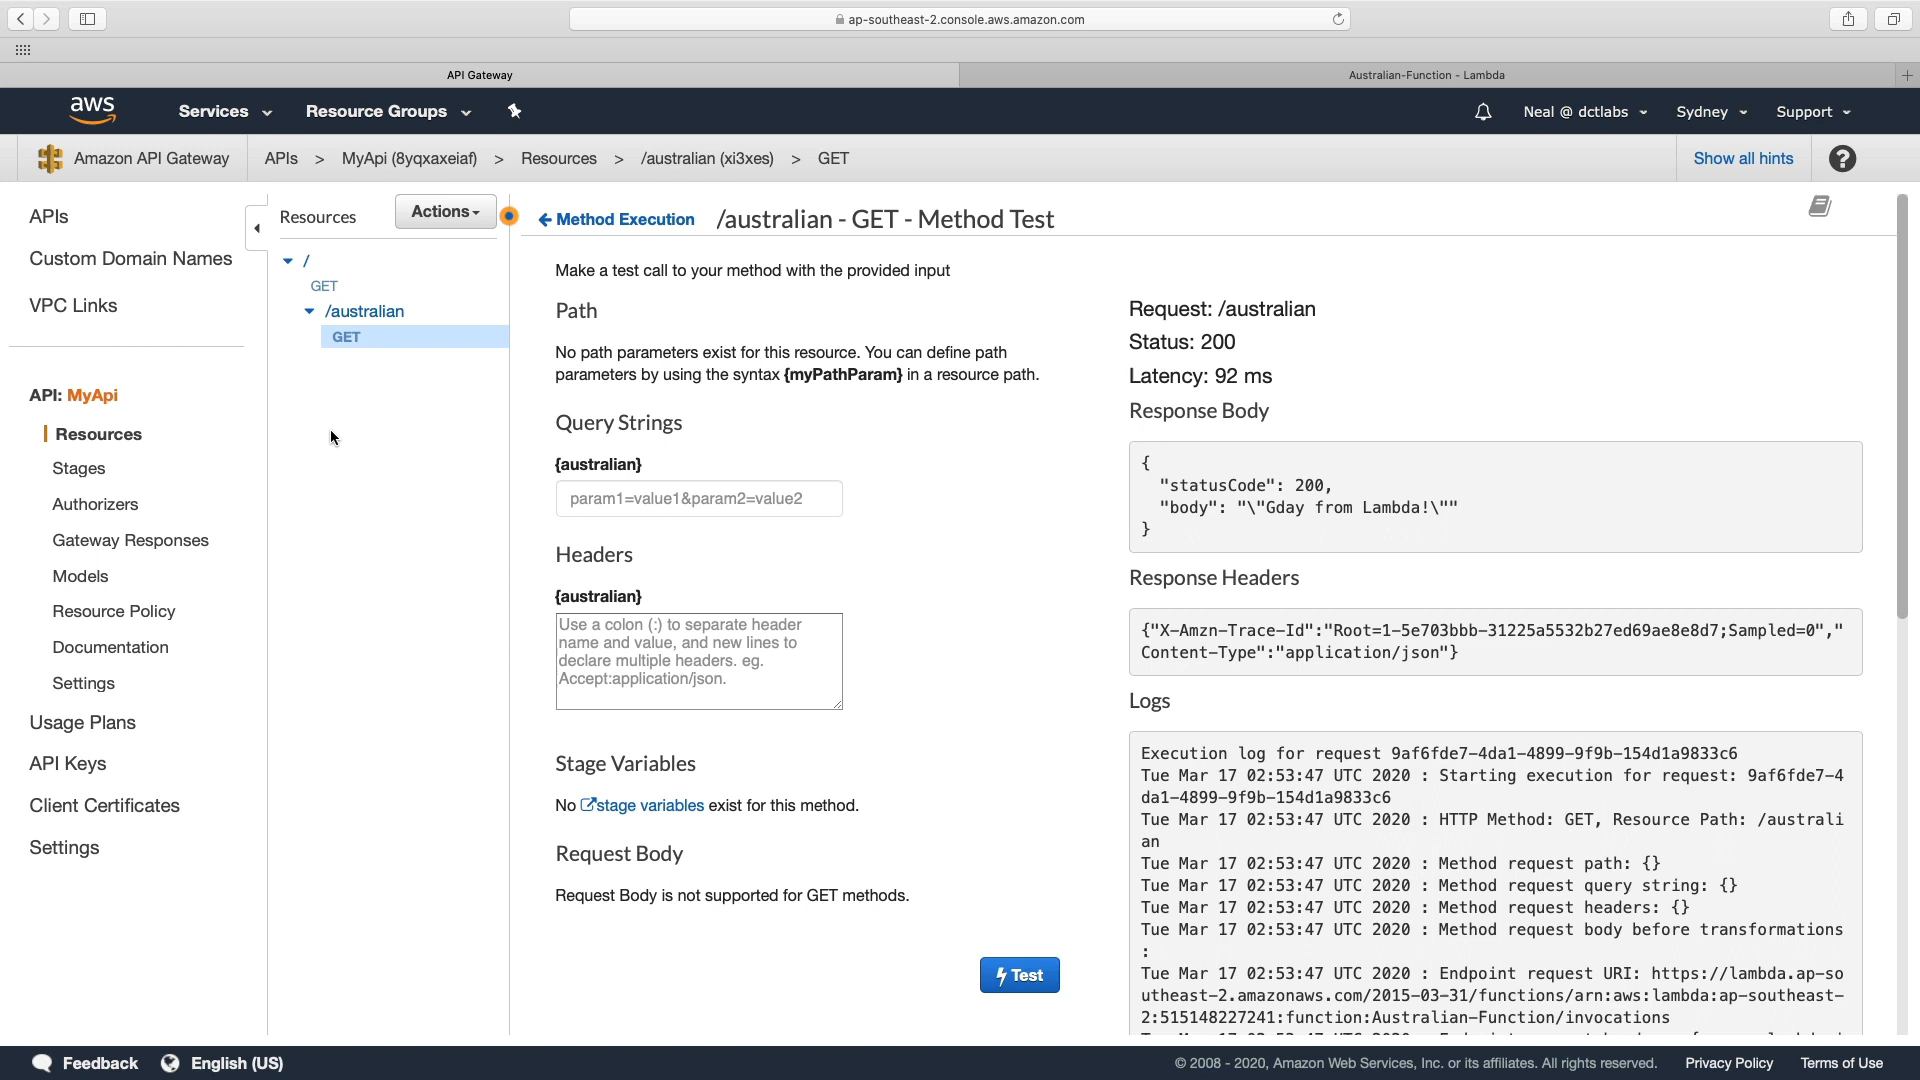 ap-southeast-2.console.aws.amazon.com
API Gateway
Australian-Function - Lambda
aws
Services
Resource Groups
Neal @ dctlabs
Sydney
Support
Amazon API Gateway
APIs > MyApi (8yqxaxeiaf) > Resources > /australian (xi3xes) > GET
Show all hints
?
APIs
Custom Domain Names
VPC Links
API: MyApi
Resources
Stages
Authorizers
Gateway Responses
Models
Resource Policy
Documentation
Settings
Usage Plans
API Keys
Client Certificates
Settings
Resources
Actions
/
GET
/australian
GET
Method Execution
/australian - GET - Method Test
Make a test call to your method with the provided input
Path
No path parameters exist for this resource. You can define path
parameters by using the syntax {myPathParam} in a resource path.
Query Strings
{australian}
param1=value1&param2=value2
Headers
{australian}
Use a colon (:) to separate header
name and value, and new lines to
declare multiple headers. eg.
Accept:application/json.
Stage Variables
No stage variables exist for this method.
Request Body
Request Body is not supported for GET methods.
Test
Request: /australian
Status: 200
Latency: 92 ms
Response Body
{
"statusCode": 200,
"body": "\"Gday from Lambda!\""
}
Response Headers
{"X-Amzn-Trace-Id":"Root=1-5e703bbb-31225a5532b27ed69ae8e8d7;Sampled=0","
Content-Type":"application/json"}
Logs
Execution log for request 9af6fde7-4da1-4899-9f9b-154d1a9833c6
Tue Mar 17 02:53:47 UTC 2020 : Starting execution for request: 9af6fde7-4
da1-4899-9f9b-154d1a9833c6
Tue Mar 17 02:53:47 UTC 2020 : HTTP Method: GET, Resource Path: /australi
an
Tue Mar 17 02:53:47 UTC 2020 : Method request path: {}
Tue Mar 17 02:53:47 UTC 2020 : Method request query string: {}
Tue Mar 17 02:53:47 UTC 2020 : Method request headers: {}
Tue Mar 17 02:53:47 UTC 2020 : Method request body before transformations
:
Tue Mar 17 02:53:47 UTC 2020 : Endpoint request URI: https://lambda.ap-so
utheast-2.amazonaws.com/2015-03-31/functions/arn:aws:lambda:ap-southeast-
2:515148227241:function:Australian-Function/invocations
Feedback
English (US)
© 2008 - 2020, Amazon Web Services, Inc. or its affiliates. All rights reserved.
Privacy Policy
Terms of Use